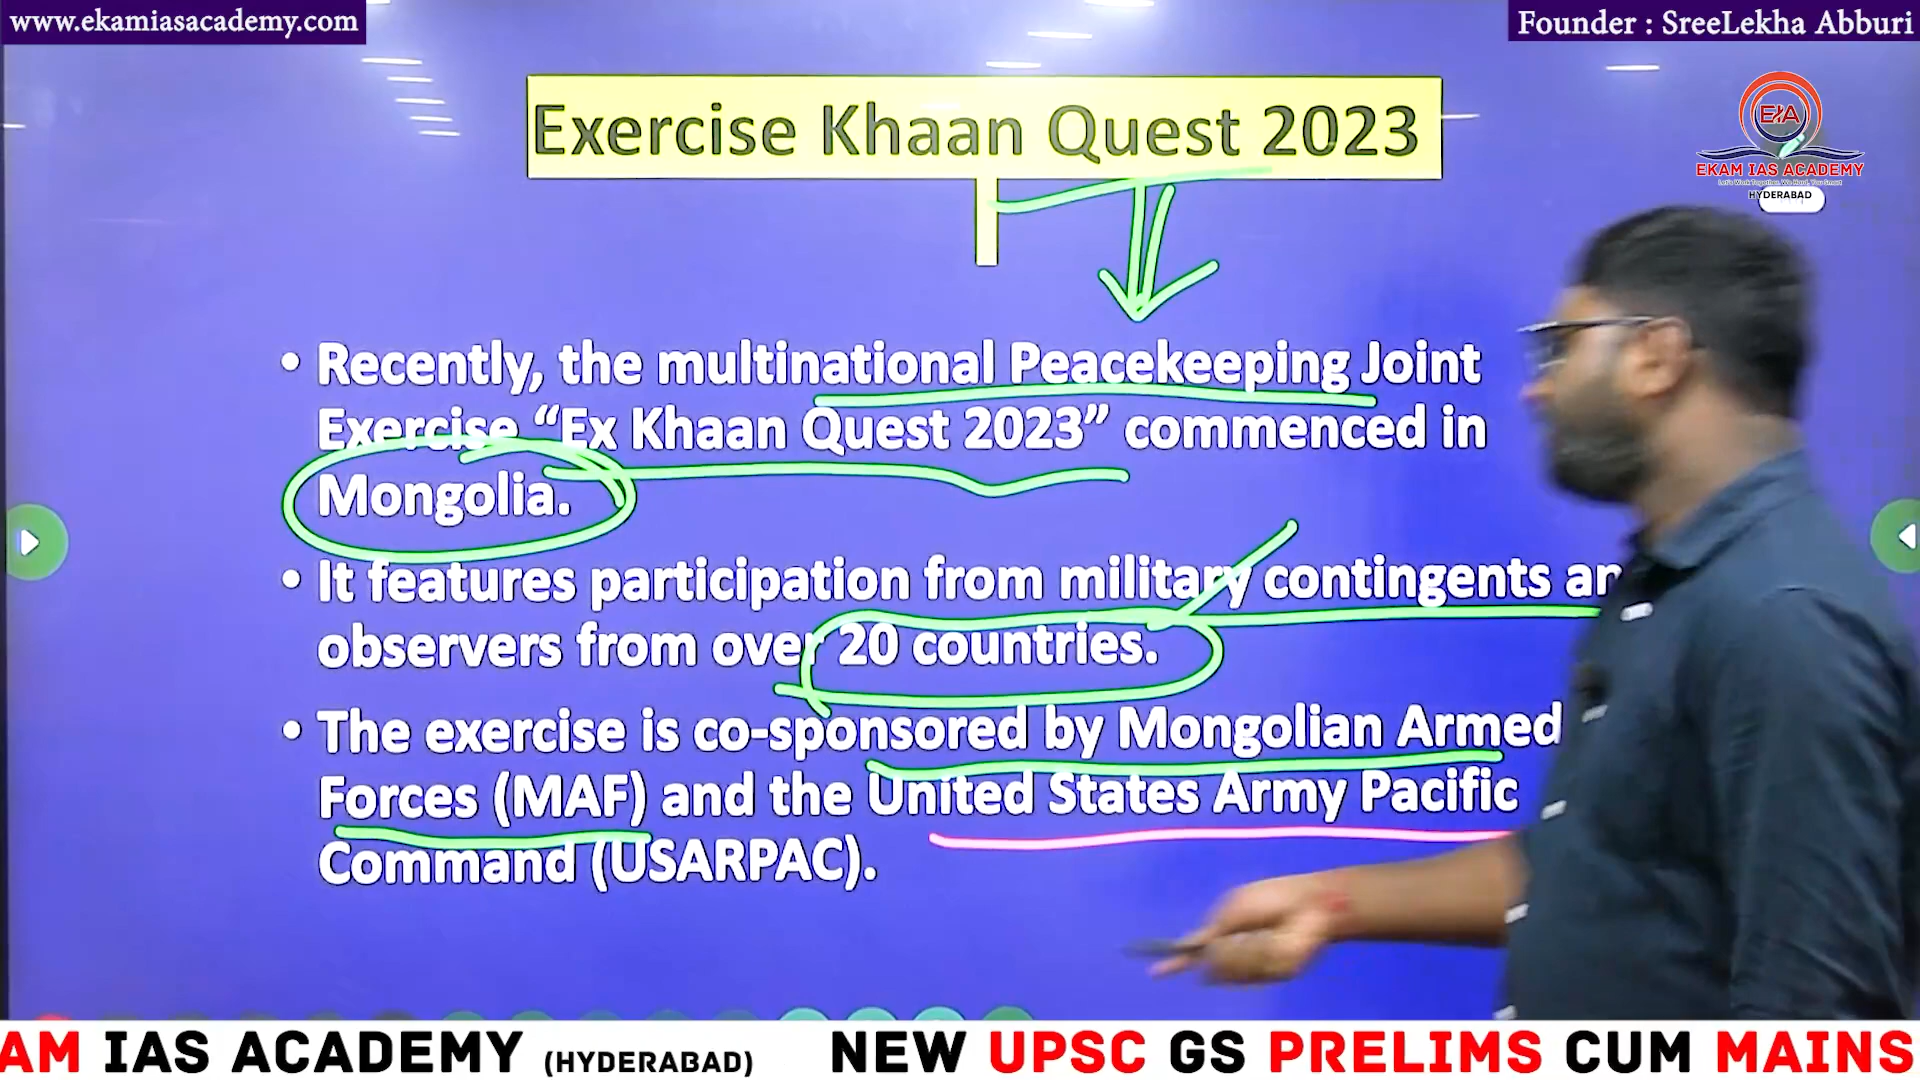 www.ekamiasacademy.com
Founder : SreeLekha Abburi
EIA
EKAM IAS ACADEMY
HYDERABAD
Exercise Khaan Quest 2023
• Recently, the multinational Peacekeeping Joint
Exercise “Ex Khaan Quest 2023” commenced in
Mongolia.
• It features participation from military contingents an
observers from over 20 countries.
• The exercise is co-sponsored by Mongolian Armed
Forces (MAF) and the United States Army Pacific
Command (USARPAC).
AM IAS ACADEMY (HYDERABAD) NEW UPSC GS PRELIMS CUM MAINS